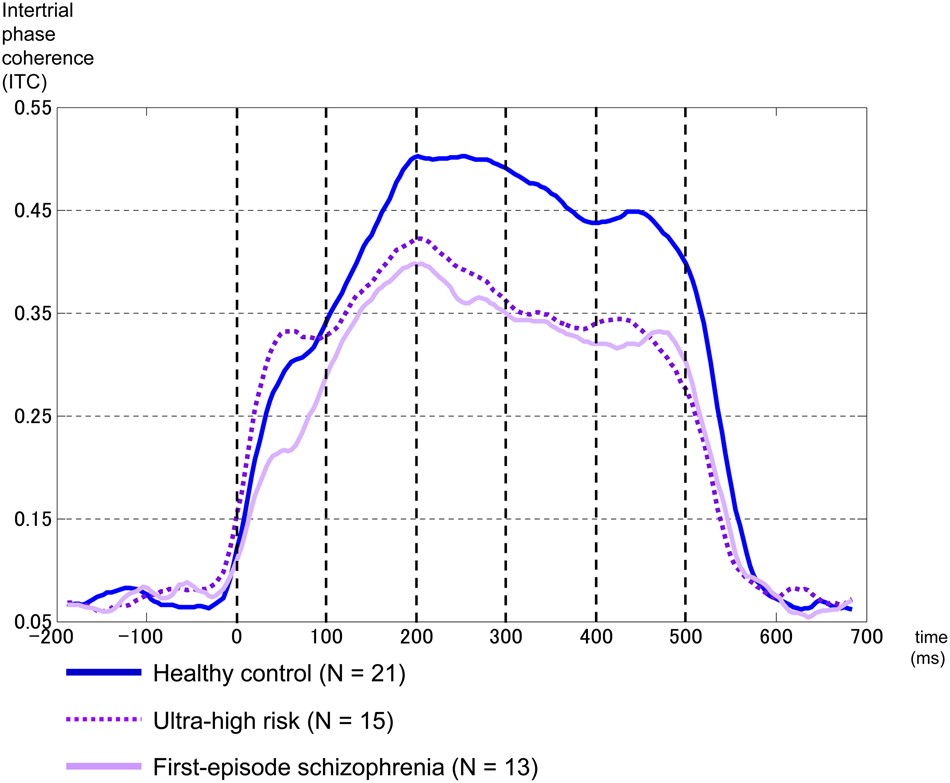 Intertrial
phase
coherence
(ITC)
0.55
0.45
0.35
0.25
0.15
0.05
−200 −100 0 100 200 300 400 500 600 700 time
(ms)
Healthy control (N = 21)
Ultra-high risk (N = 15)
First-episode schizophrenia (N = 13)